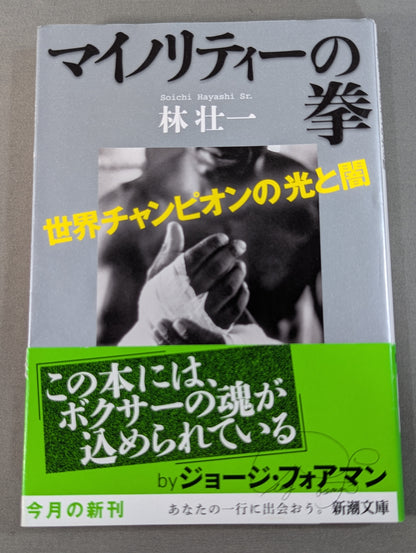 マイノリティーの
拳
Soichi Hayashi Sr.
林壮一
世界チャンピオンの光と闇
この本には、
ボクサーの魂が
込められている
by ジョージ・フォアマン
今月の新刊
あなたの一行に出会おう。新潮文庫